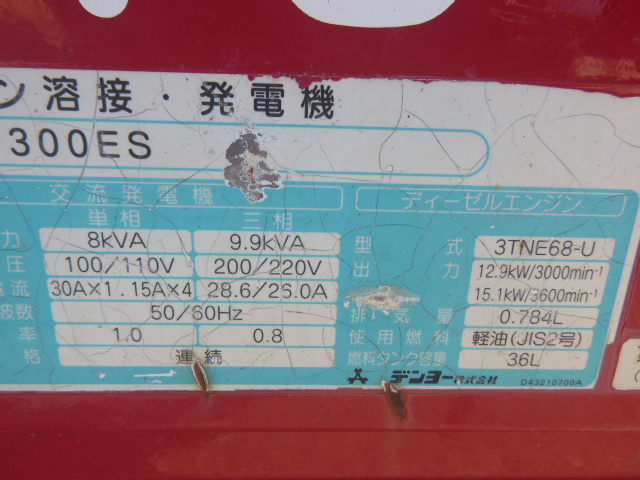 ン溶接・発電機
300ES
交流発電機
ディーゼルエンジン
単相 三相
力 8kVA 9.9kVA
型式 3TNE68-U
圧 100/110V 200/220V
出力 12.9kW/3000min-1
流 30A×1.15A×4 28.6/26.0A
15.1kW/3600min-1
波数 50/60Hz
排気量 0.784L
率 1.0 0.8
使用燃料 軽油(JIS2号)
格 連続
燃料タンク容量 36L
デンヨー株式会社 D43210700A